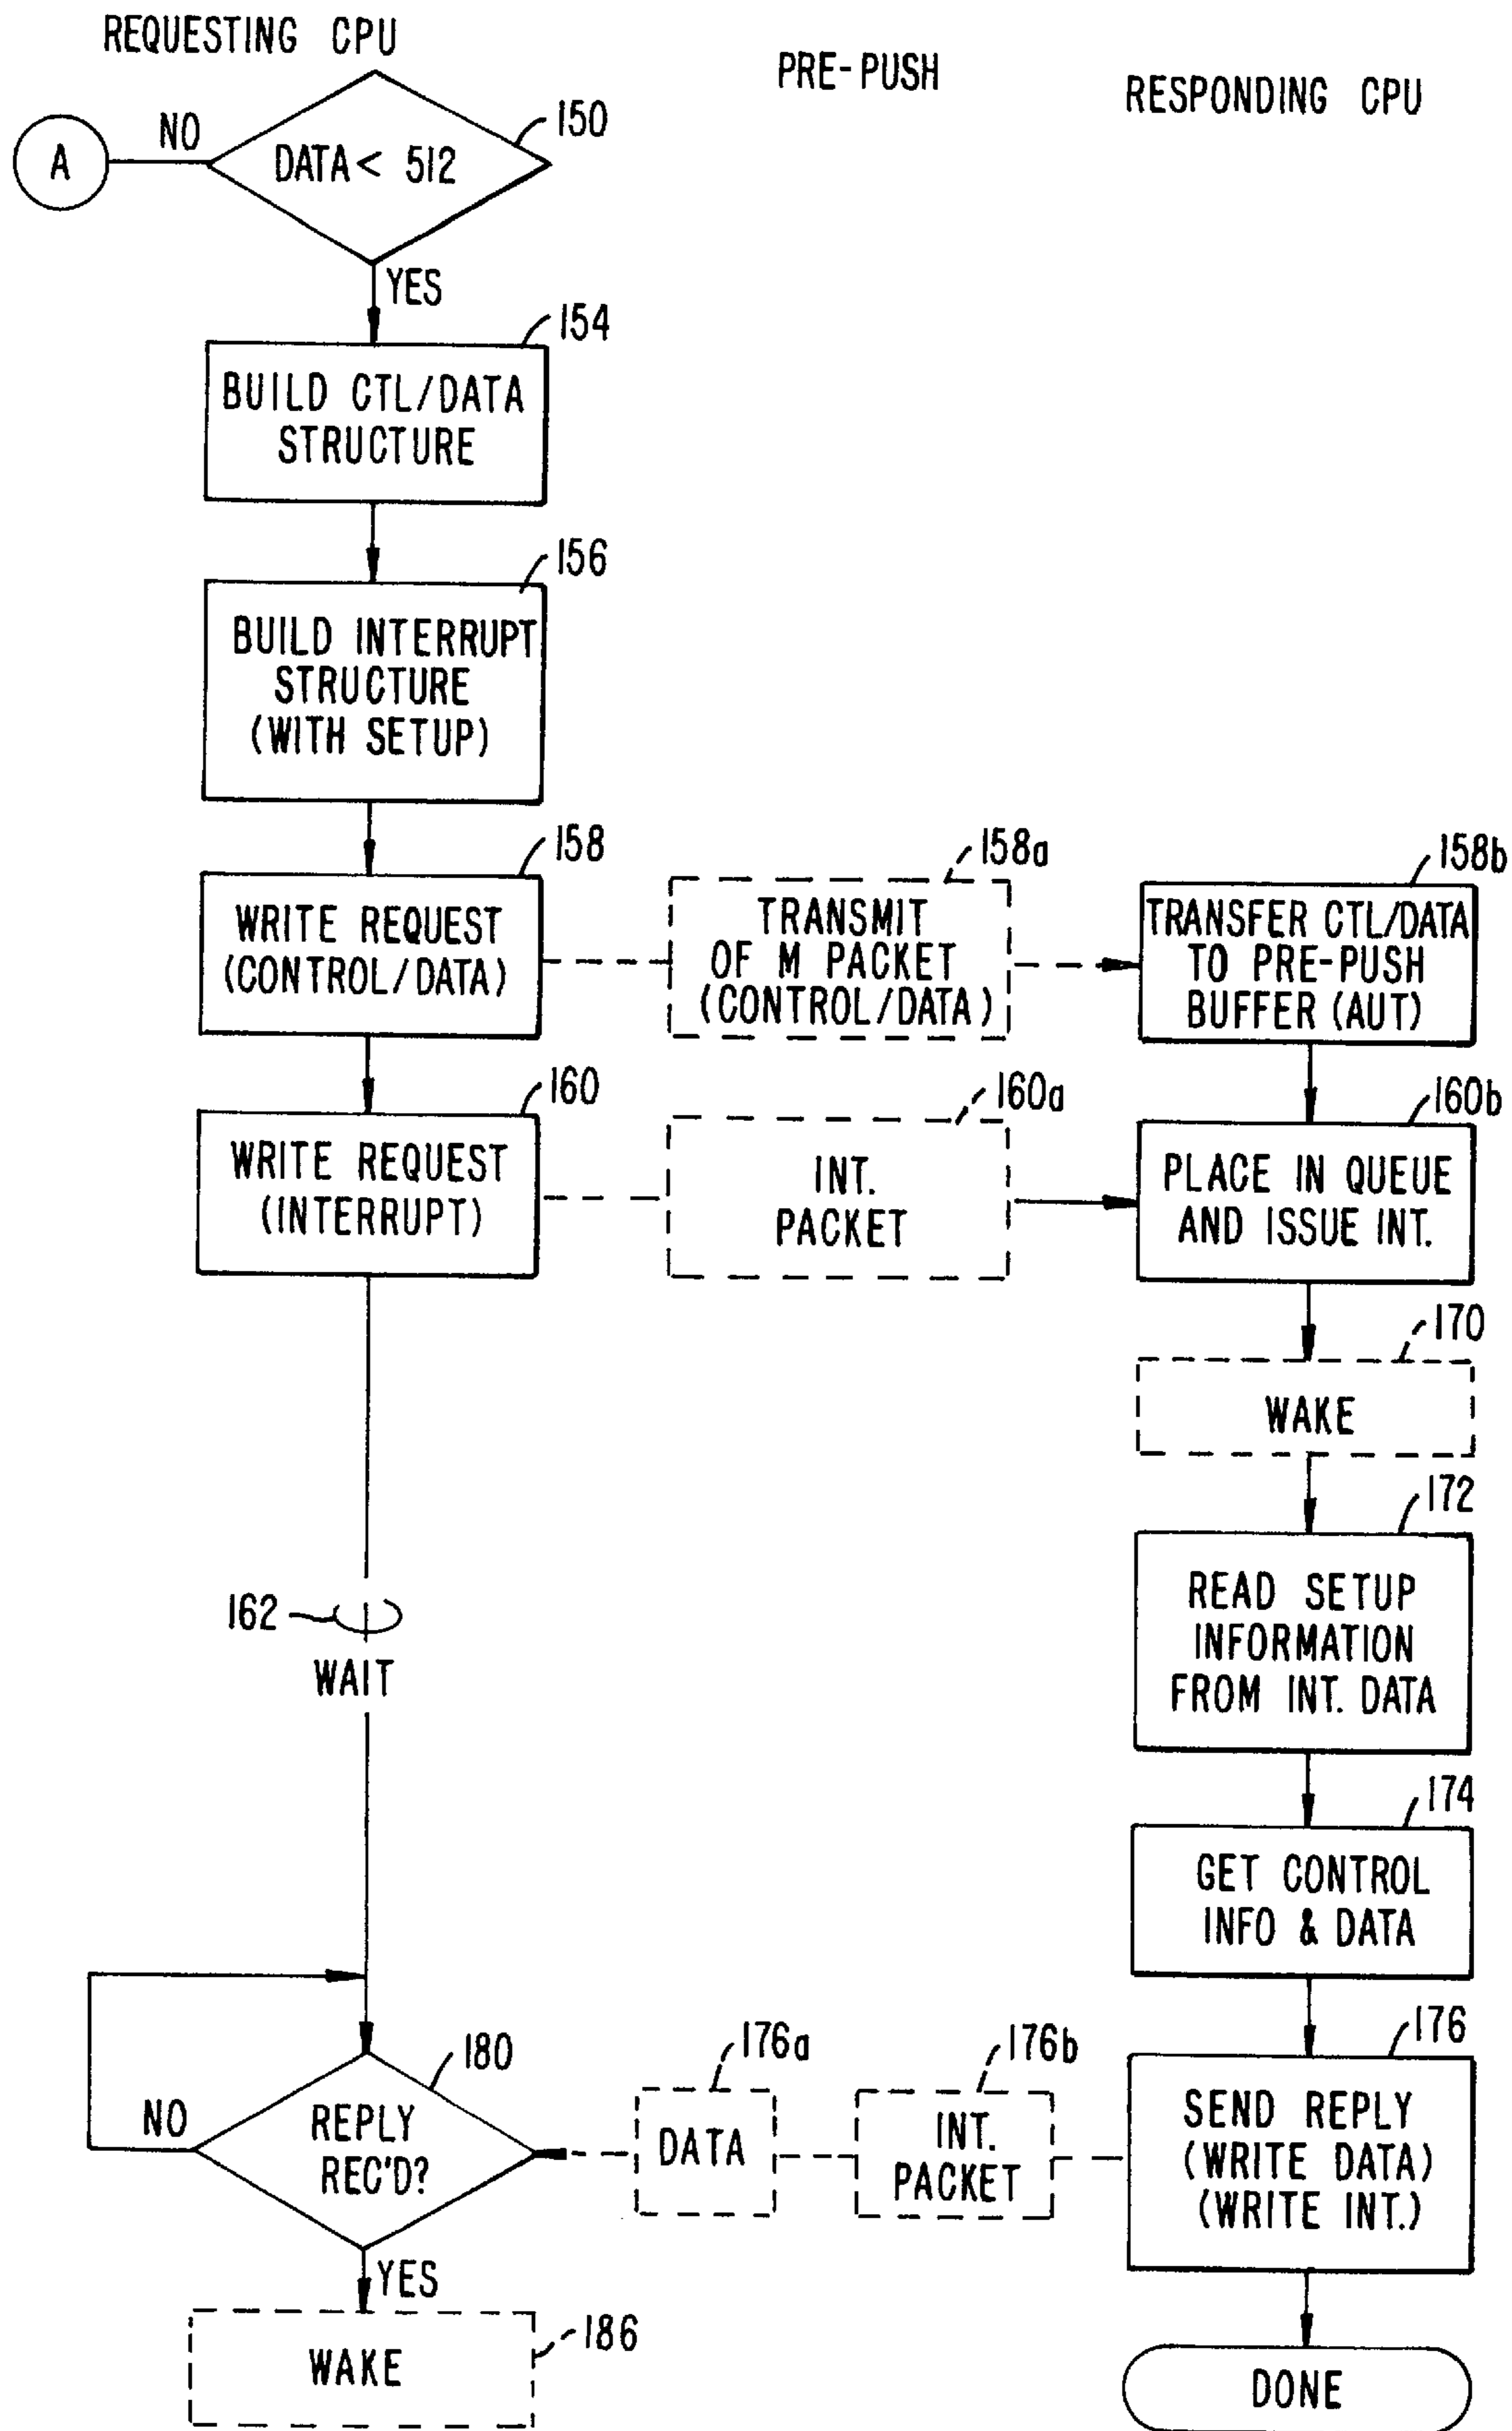 REQUESTING CPU
PRE-PUSH
RESPONDING CPU
A
NO
DATA < 512
150
YES
154
BUILD CTL/DATA
STRUCTURE
156
BUILD INTERRUPT
STRUCTURE
(WITH SETUP)
158
WRITE REQUEST
(CONTROL/DATA)
158a
TRANSMIT
OF M PACKET
(CONTROL/DATA)
158b
TRANSFER CTL/DATA
TO PRE-PUSH
BUFFER (AUT)
160
WRITE REQUEST
(INTERRUPT)
160a
INT.
PACKET
160b
PLACE IN QUEUE
AND ISSUE INT.
170
WAKE
172
READ SETUP
INFORMATION
FROM INT. DATA
162
WAIT
174
GET CONTROL
INFO & DATA
180
REPLY
REC'D?
NO
176a
DATA
176b
INT.
PACKET
176
SEND REPLY
(WRITE DATA)
(WRITE INT.)
YES
186
WAKE
DONE